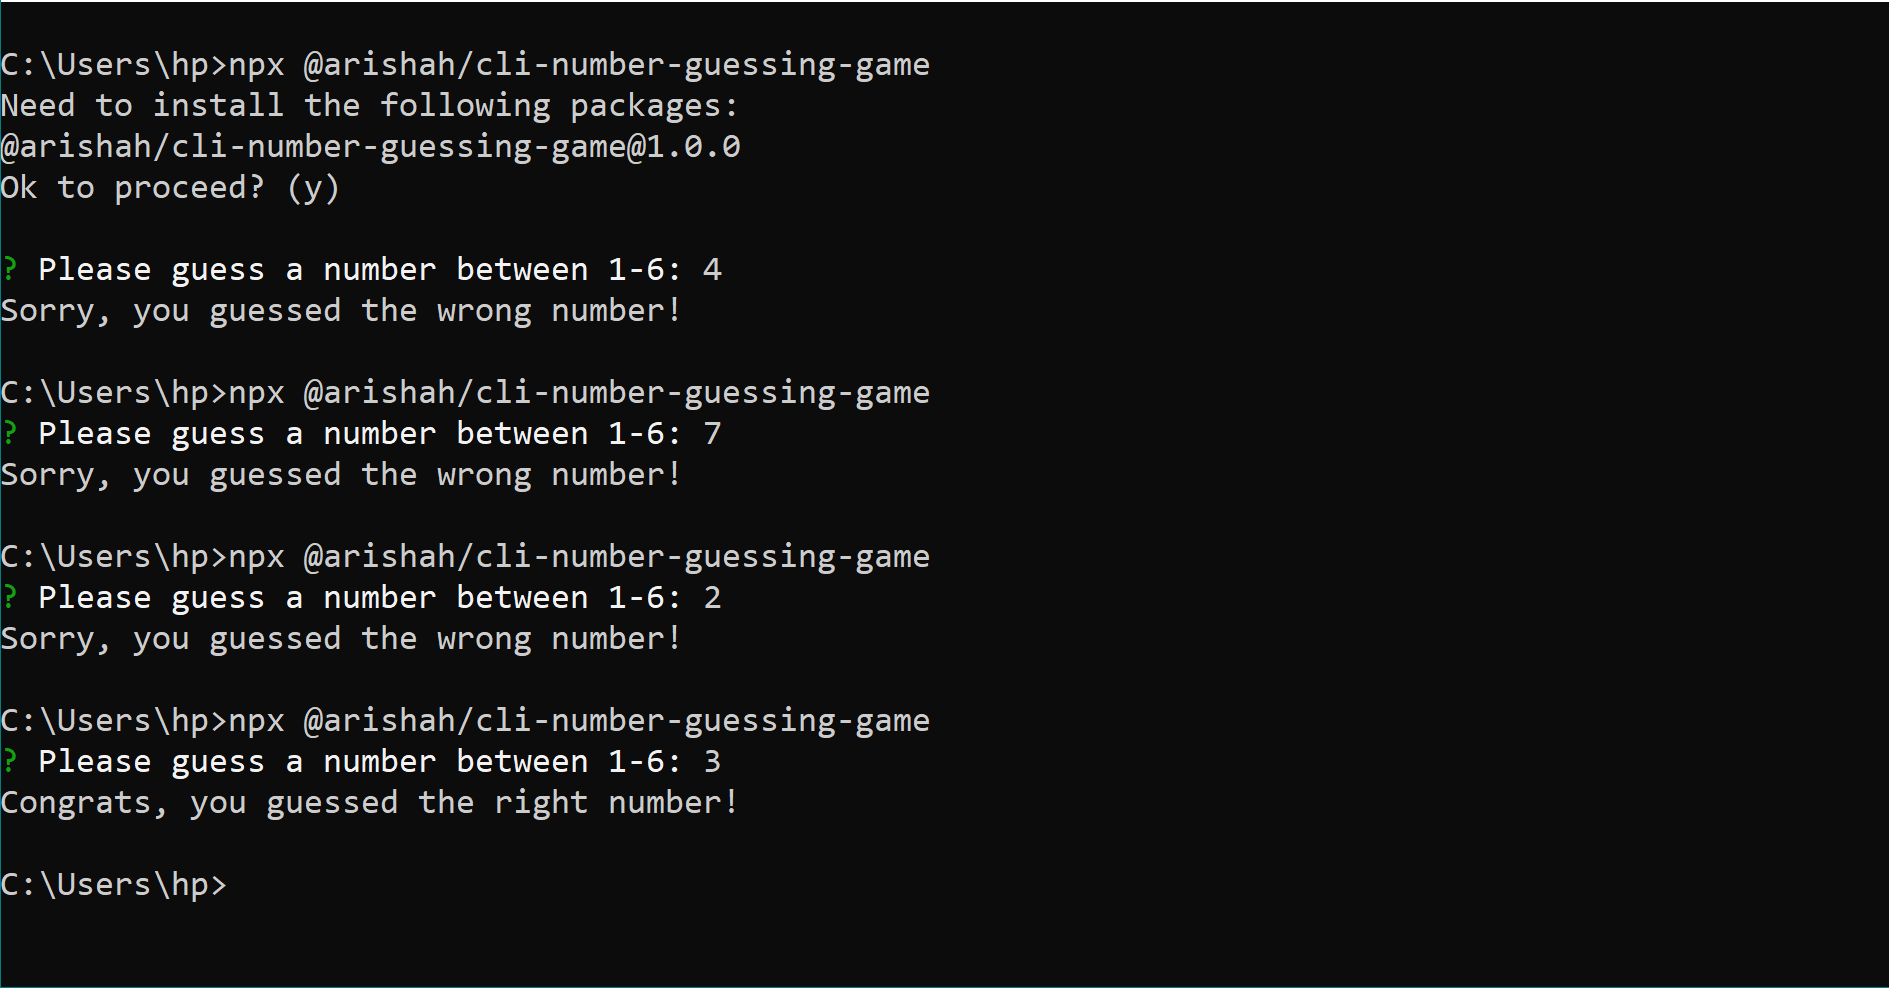 C:\Users\hp>npx @arishah/cli-number-guessing-game
Need to install the following packages:
@arishah/cli-number-guessing-game@1.0.0
Ok to proceed? (y)
? Please guess a number between 1-6: 4
Sorry, you guessed the wrong number!
C:\Users\hp>npx @arishah/cli-number-guessing-game
? Please guess a number between 1-6: 7
Sorry, you guessed the wrong number!
C:\Users\hp>npx @arishah/cli-number-guessing-game
? Please guess a number between 1-6: 2
Sorry, you guessed the wrong number!
C:\Users\hp>npx @arishah/cli-number-guessing-game
? Please guess a number between 1-6: 3
Congrats, you guessed the right number!
C:\Users\hp>